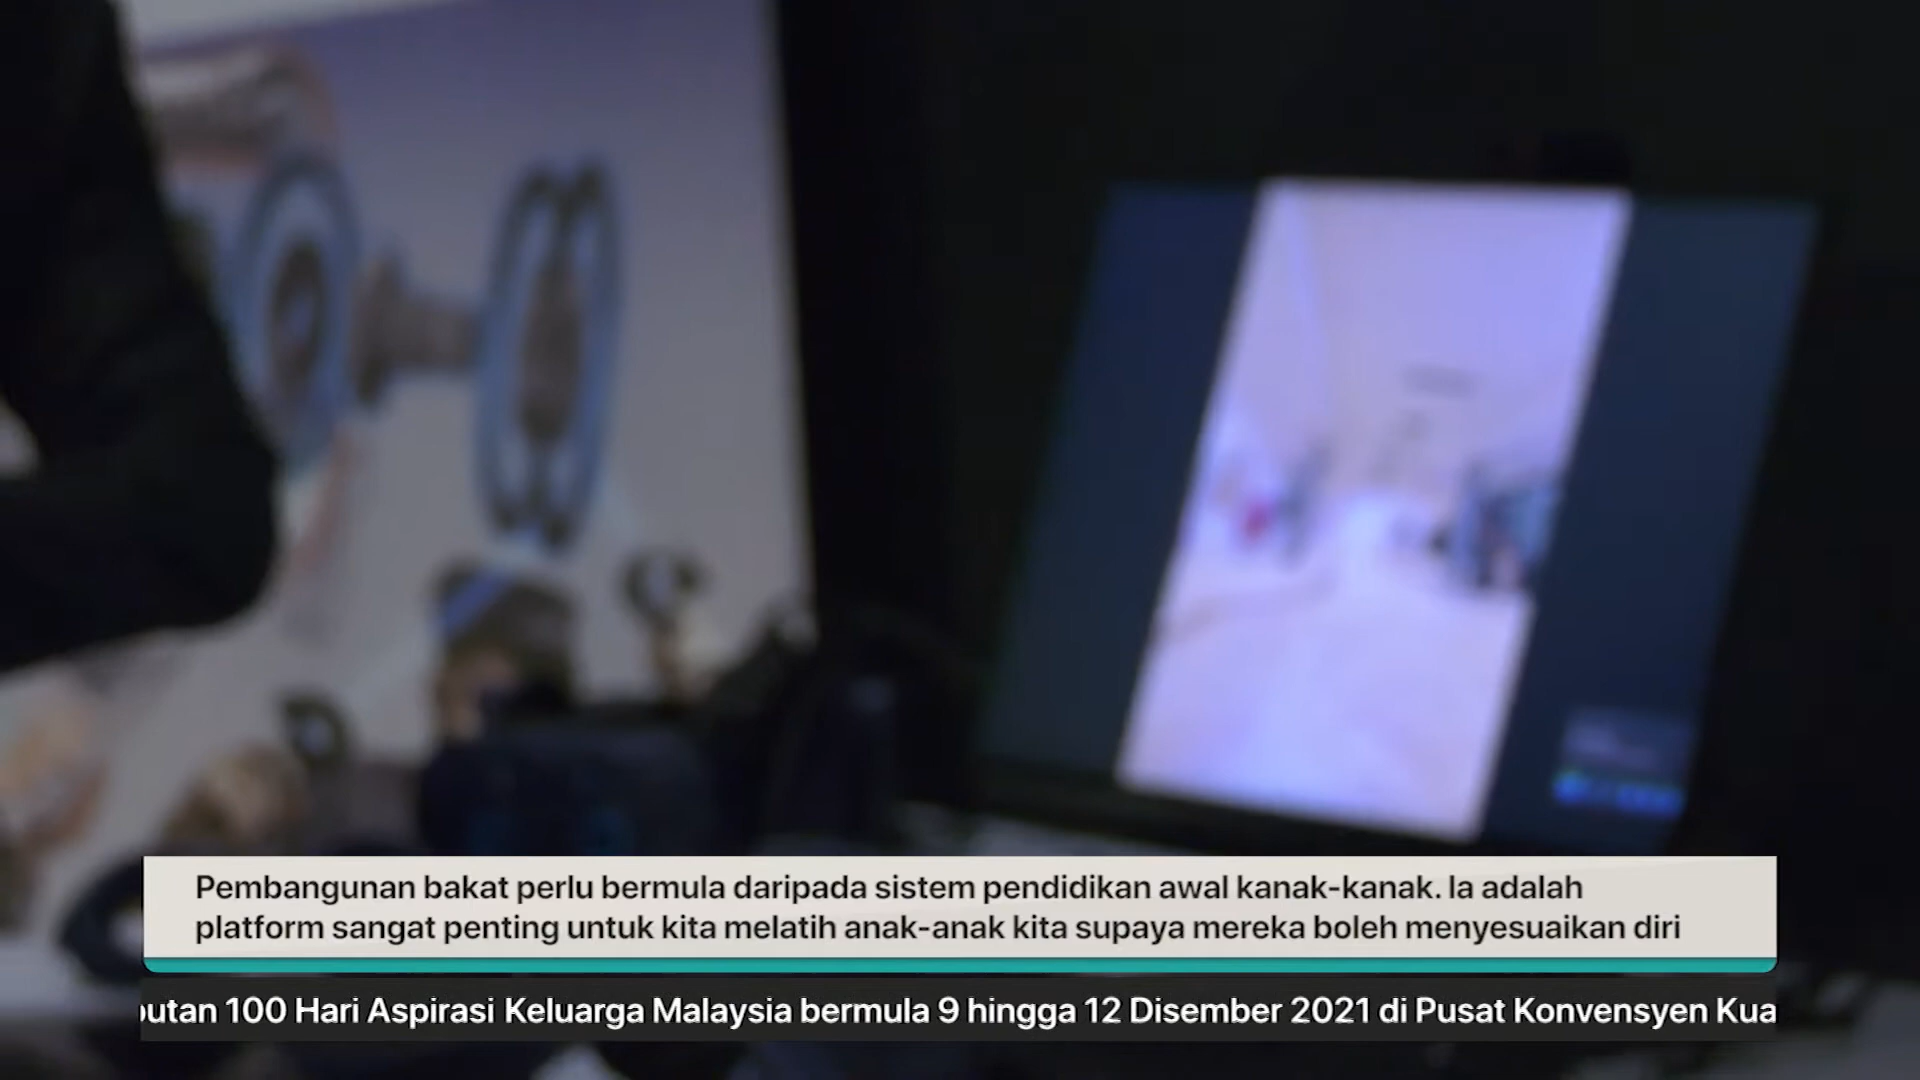 Pembangunan bakat perlu bermula daripada sistem pendidikan awal kanak-kanak. Ia adalah
platform sangat penting untuk kita melatih anak-anak kita supaya mereka boleh menyesuaikan diri
100 Hari Aspirasi Keluarga Malaysia bermula 9 hingga 12 Disember 2021 di Pusat Konvensyen